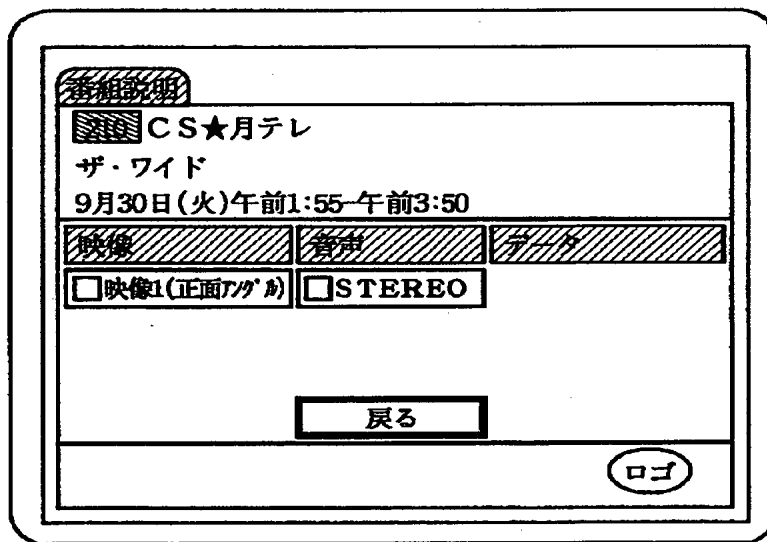 番組説明
210 CS★月テレ
ザ・ワイド
9月30日(火)午前1:55-午前3:50
映像 音声 データ
□映像1(正面ｱﾝｸﾞﾙ) □STEREO
戻る
ロゴ